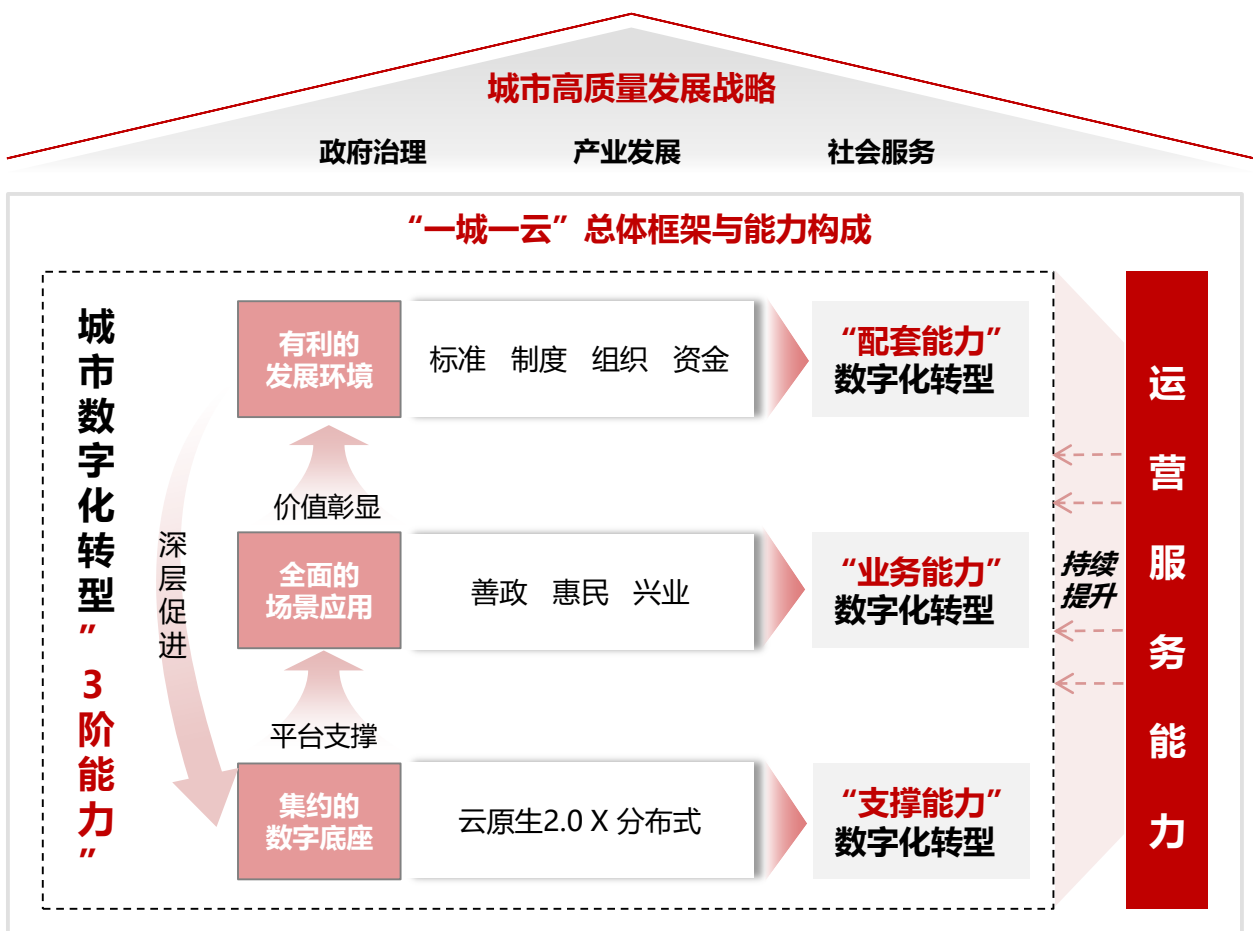 城市高质量发展战略
政府治理 产业发展 社会服务
“一城一云”总体框架与能力构成
城市数字化转型”3阶能力”
深层促进
有利的
发展环境
标准 制度 组织 资金
“配套能力”
数字化转型
价值彰显
全面的
场景应用
善政 惠民 兴业
“业务能力”
数字化转型
平台支撑
集约的
数字底座
云原生2.0 X 分布式
“支撑能力”
数字化转型
持续
提升
运营服务能力